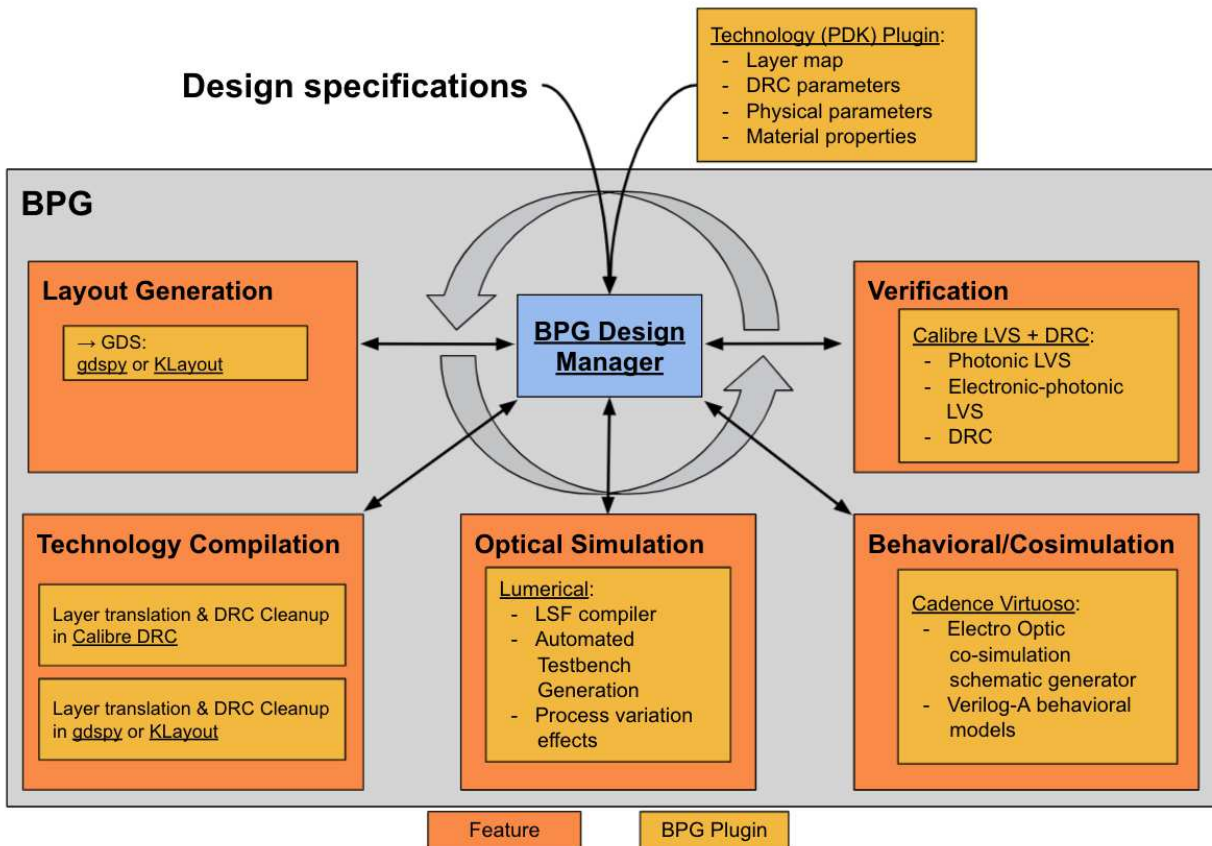 Design specifications
Technology (PDK) Plugin:
- Layer map
- DRC parameters
- Physical parameters
- Material properties
BPG
Layout Generation
→ GDS:
gdspy or KLayout
BPG Design
Manager
Verification
Calibre LVS + DRC:
- Photonic LVS
- Electronic-photonic
LVS
- DRC
Technology Compilation
Layer translation & DRC Cleanup
in Calibre DRC
Layer translation & DRC Cleanup
in gdspy or KLayout
Optical Simulation
Lumerical:
- LSF compiler
- Automated
Testbench
Generation
- Process variation
effects
Behavioral/Cosimulation
Cadence Virtuoso:
- Electro Optic
co-simulation
schematic generator
- Verilog-A behavioral
models
Feature
BPG Plugin